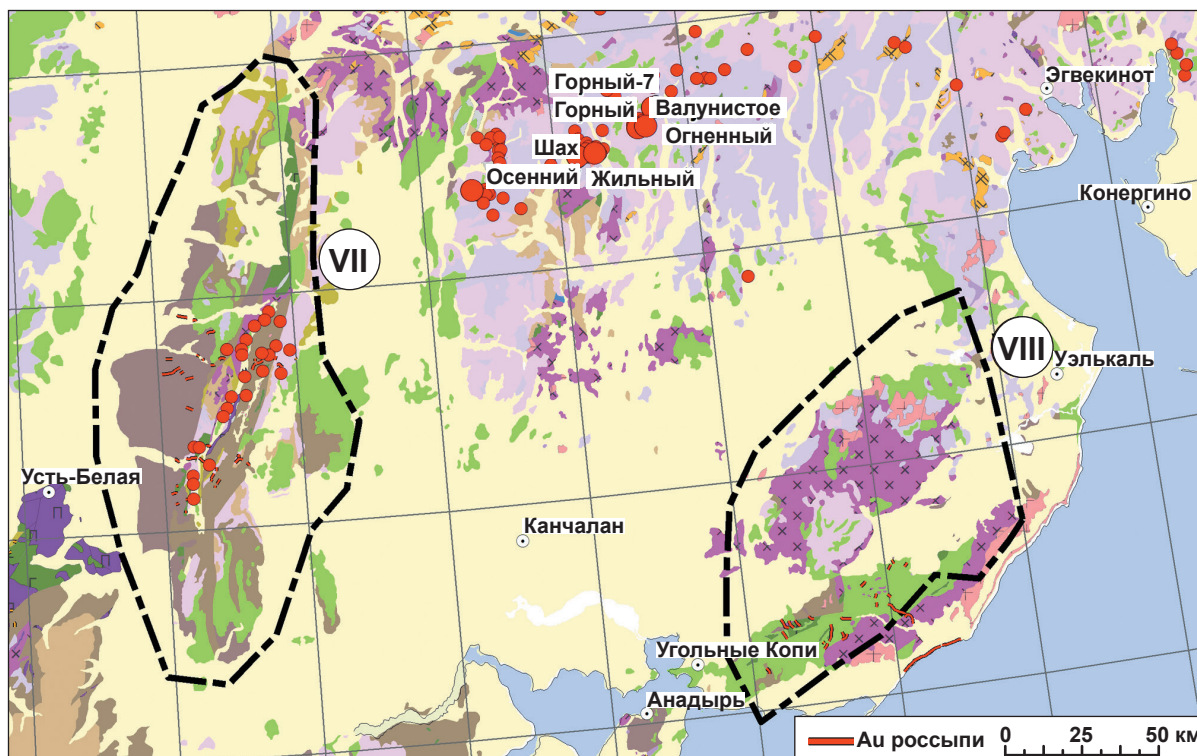 Эгвекинот
Горный-7
Горный
Валунистое
Огненный
Шах
Осенний
Жильный
Конергино
VII
VIII
Уэлькаль
Усть-Белая
Канчалан
Угольные Копи
Анадырь
Au россыпи
0 25 50 км